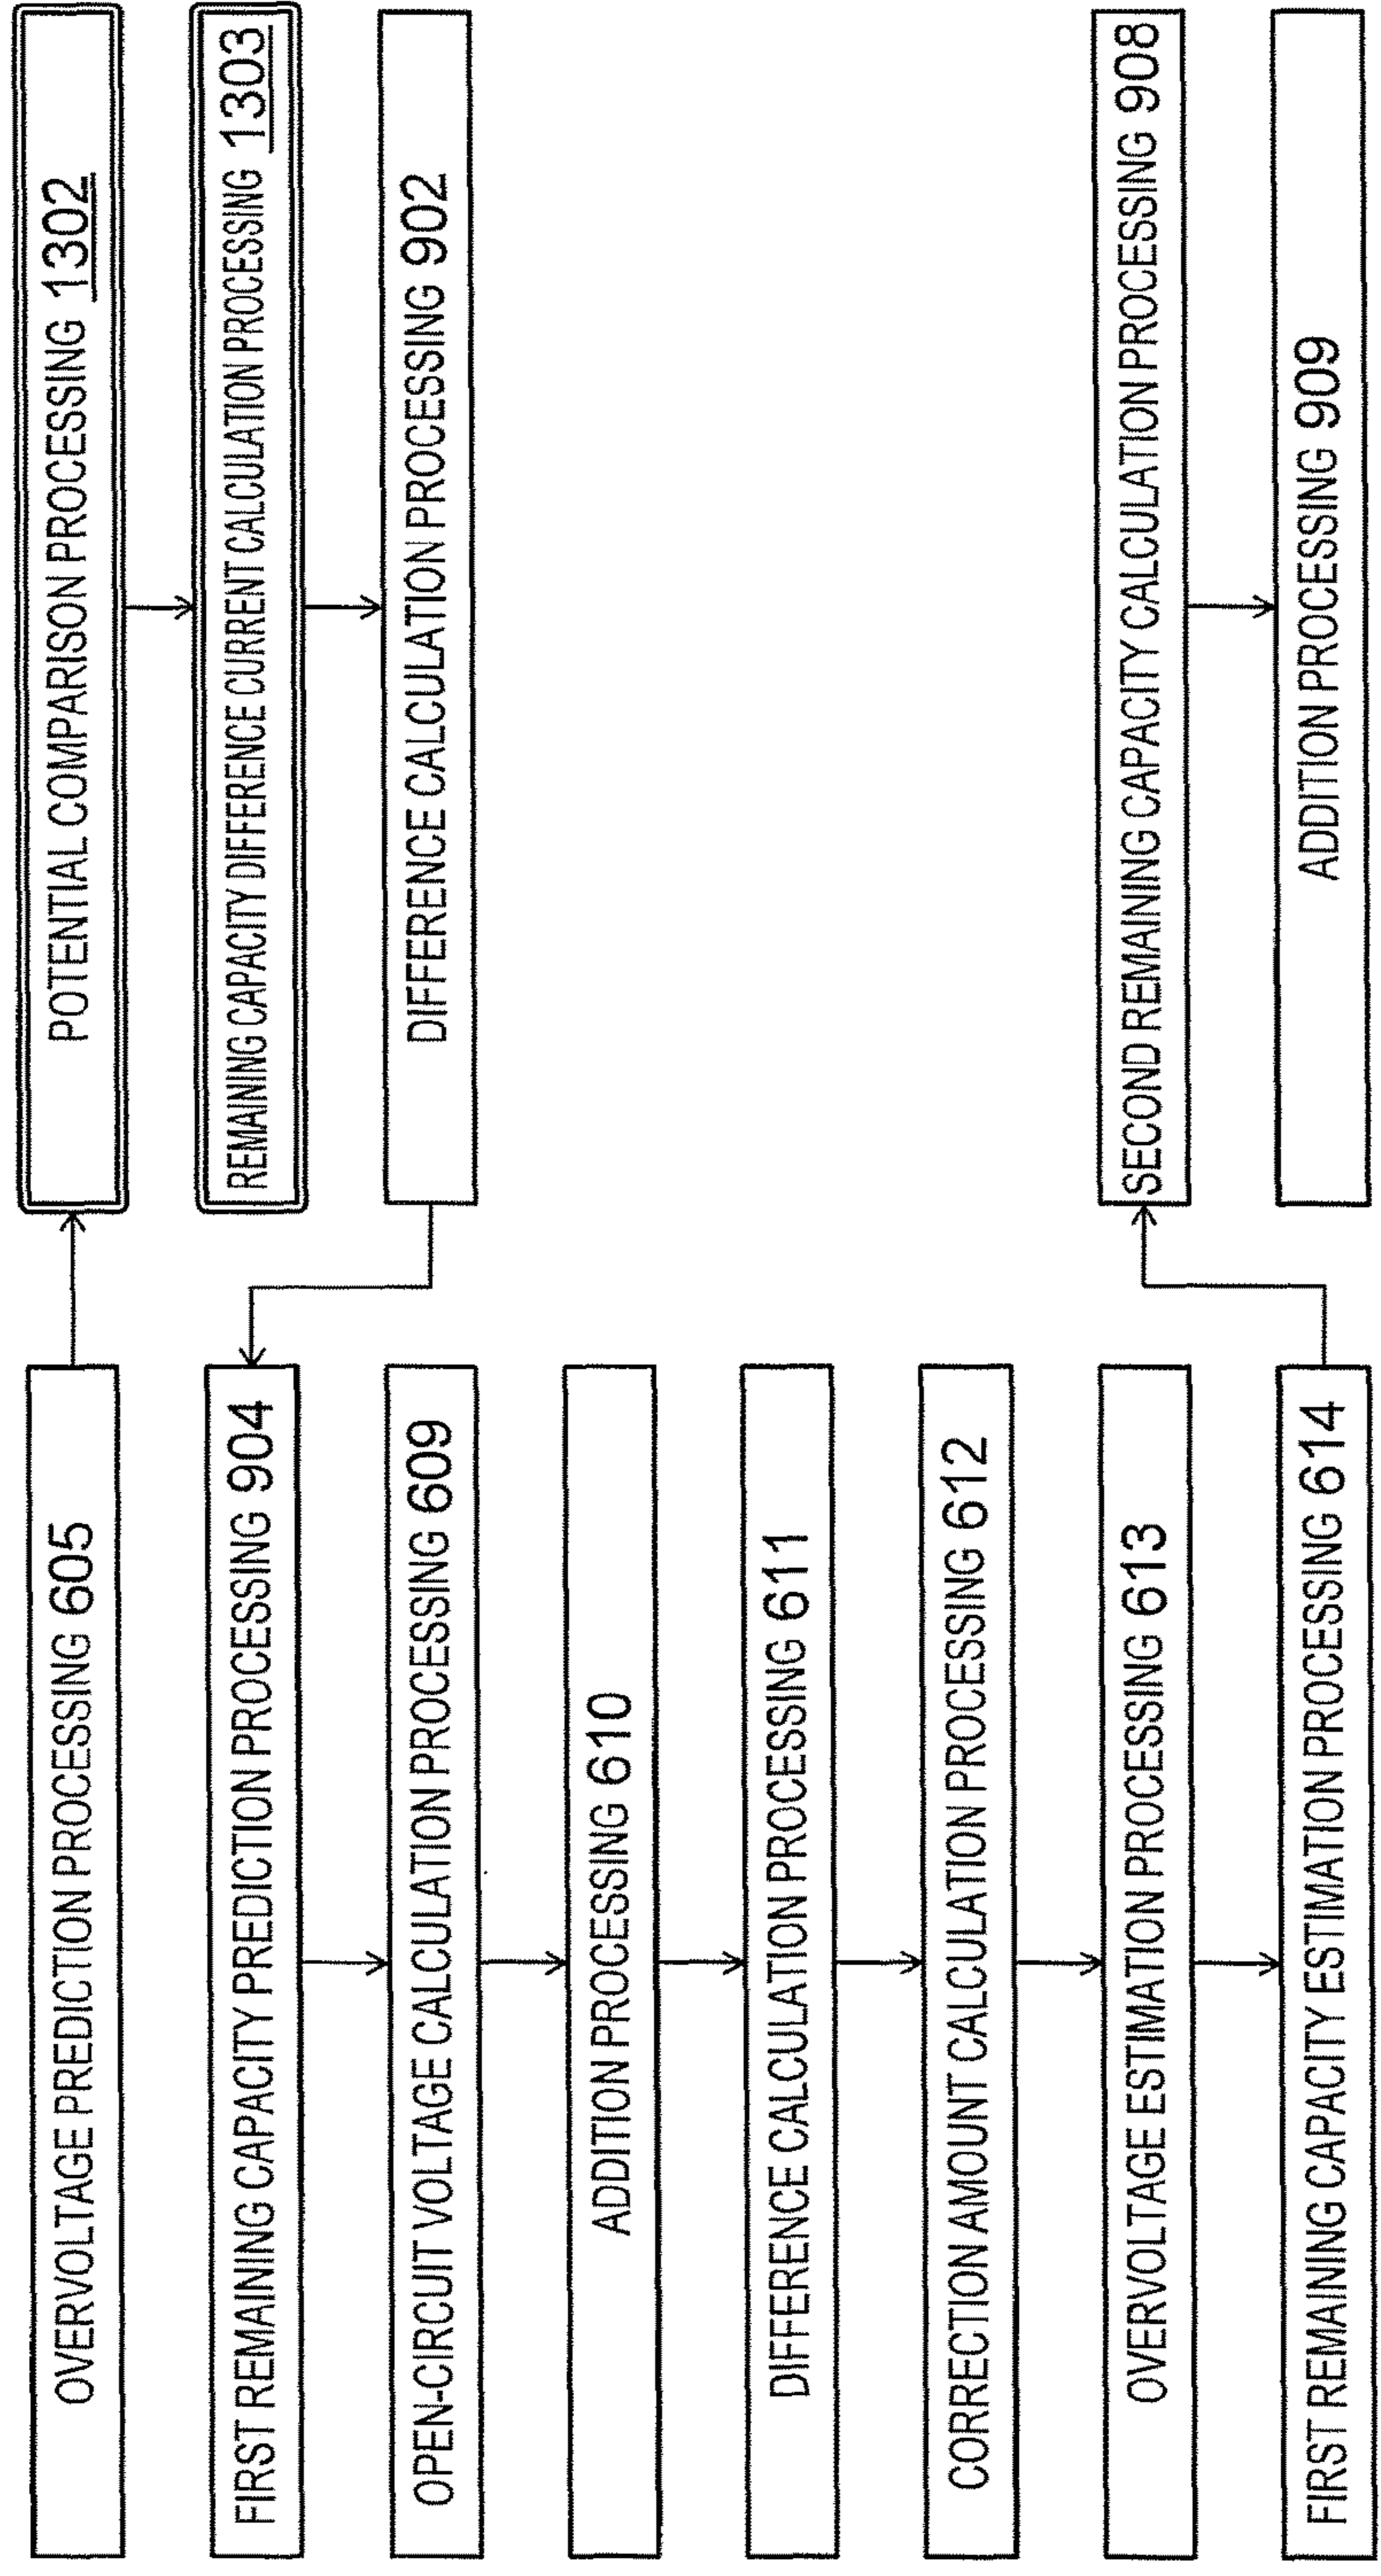 OVERVOLTAGE PREDICTION PROCESSING 605
POTENTIAL COMPARISON PROCESSING 1302
REMAINING CAPACITY DIFFERENCE CURRENT CALCULATION PROCESSING 1303
DIFFERENCE CALCULATION PROCESSING 902
FIRST REMAINING CAPACITY PREDICTION PROCESSING 904
OPEN-CIRCUIT VOLTAGE CALCULATION PROCESSING 609
ADDITION PROCESSING 610
DIFFERENCE CALCULATION PROCESSING 611
CORRECTION AMOUNT CALCULATION PROCESSING 612
OVERVOLTAGE ESTIMATION PROCESSING 613
FIRST REMAINING CAPACITY ESTIMATION PROCESSING 614
SECOND REMAINING CAPACITY CALCULATION PROCESSING 908
ADDITION PROCESSING 909